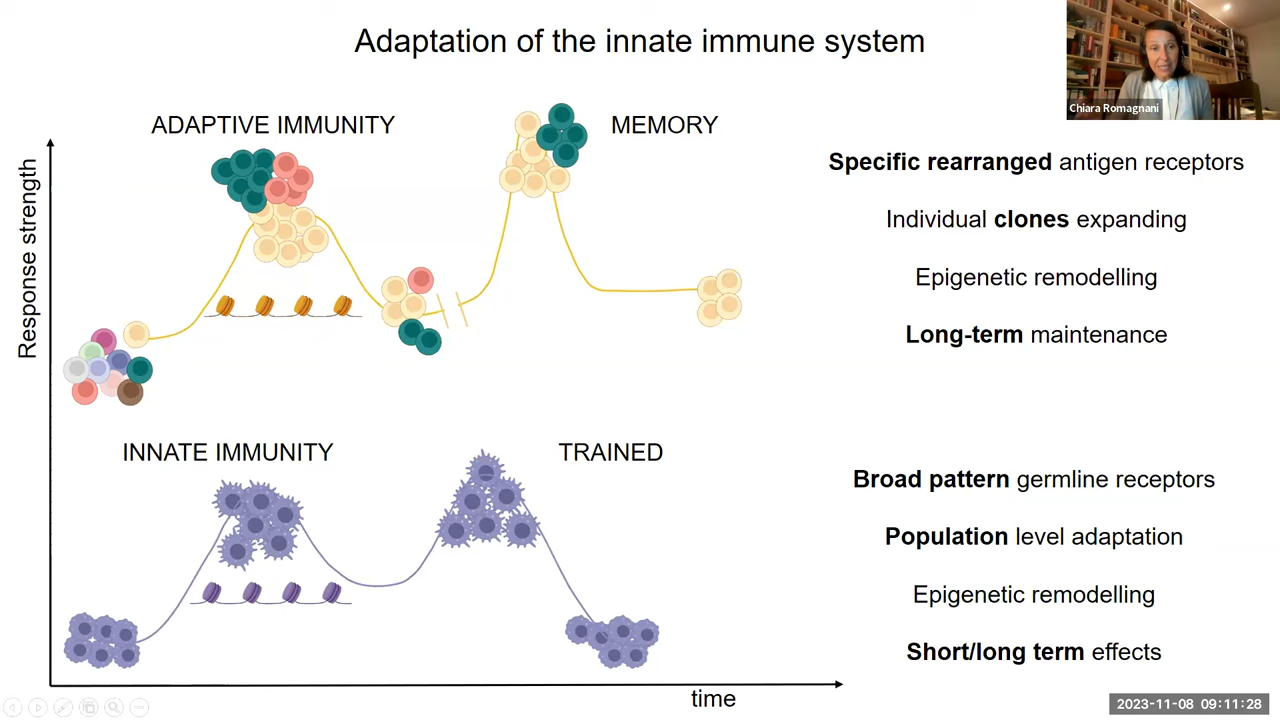 Adaptation of the innate immune system
Chiara Romagnani
ADAPTIVE IMMUNITY
MEMORY
Response strength
Specific rearranged antigen receptors
Individual clones expanding
Epigenetic remodelling
Long-term maintenance
INNATE IMMUNITY
TRAINED
Broad pattern germline receptors
Population level adaptation
Epigenetic remodelling
Short/long term effects
time
2023-11-08 09:11:28